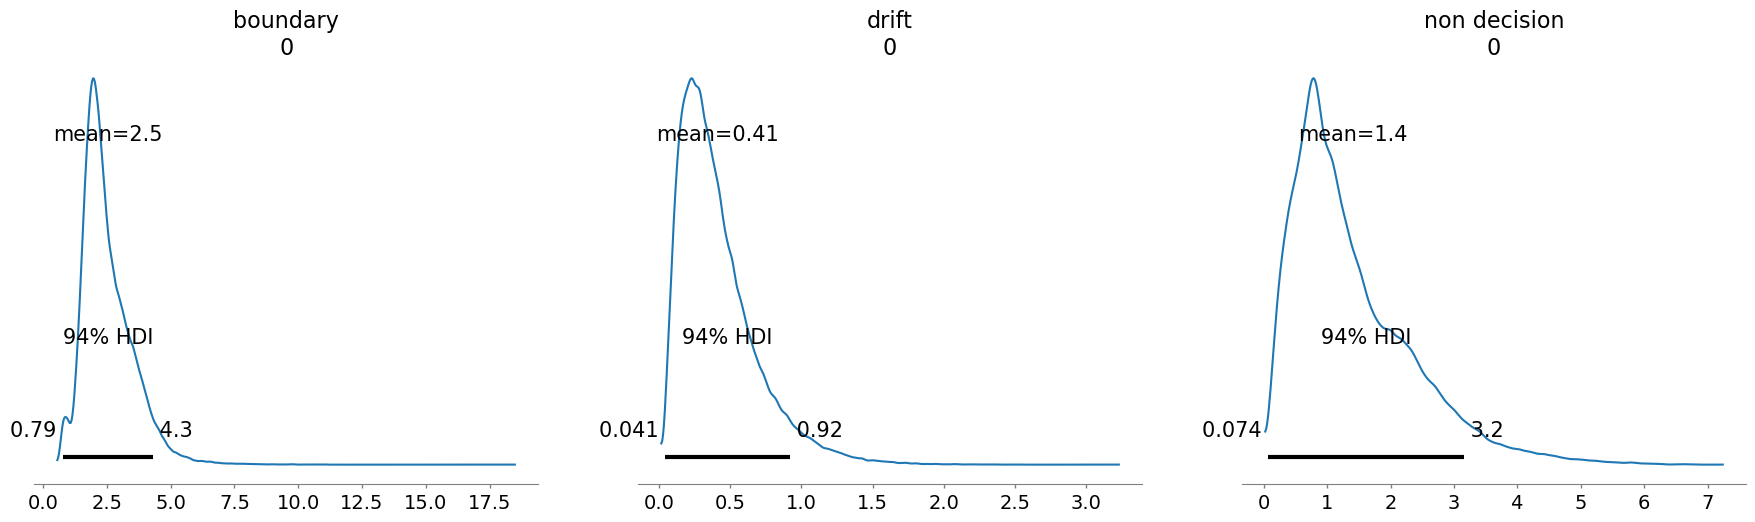 boundary
0
mean=2.5
94% HDI
0.79
4.3
0.0 2.5 5.0 7.5 10.0 12.5 15.0 17.5
drift
0
mean=0.41
94% HDI
0.041
0.92
0.0 0.5 1.0 1.5 2.0 2.5 3.0
non decision
0
mean=1.4
94% HDI
0.074
3.2
0 1 2 3 4 5 6 7